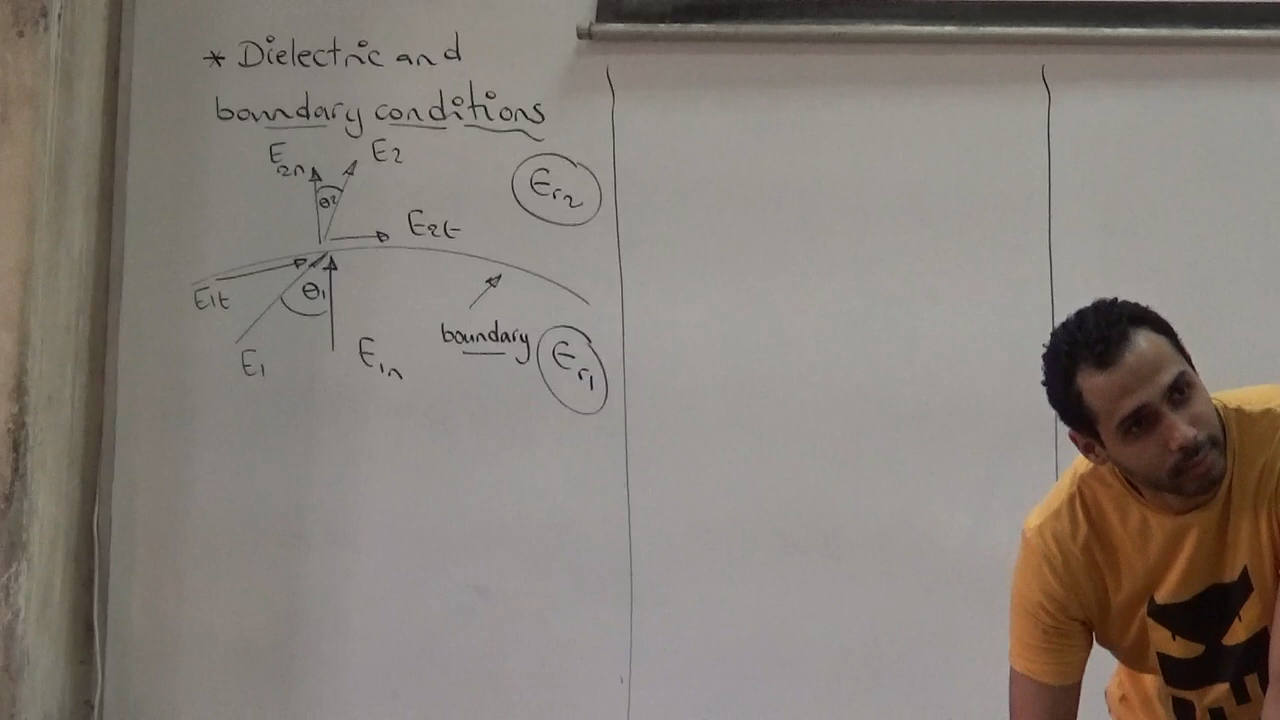 * Dielectric and
boundary conditions
E2n E2
θ2
Er2
E2t
E1t
θ1
boundary
E1
E1n
Er1